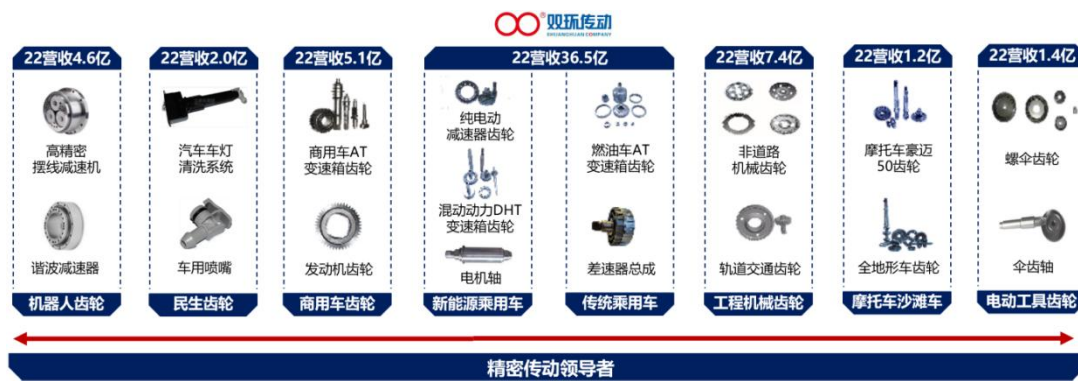 双环传动
SHUANGHUAN COMPANY
22营收4.6亿
高精密
摆线减速机
谐波减速器
机器人齿轮
22营收2.0亿
汽车车灯
清洗系统
车用喷嘴
民生齿轮
22营收5.1亿
商用车AT
变速箱齿轮
发动机齿轮
商用车齿轮
22营收36.5亿
纯电动
减速器齿轮
混动动力DHT
变速箱齿轮
电机轴
新能源乘用车
燃油车AT
变速箱齿轮
差速器总成
传统乘用车
22营收7.4亿
非道路
机械齿轮
轨道交通齿轮
工程机械齿轮
22营收1.2亿
摩托车豪迈
50齿轮
全地形车齿轮
摩托车沙滩车
22营收1.4亿
螺伞齿轮
伞齿轴
电动工具齿轮
精密传动领导者